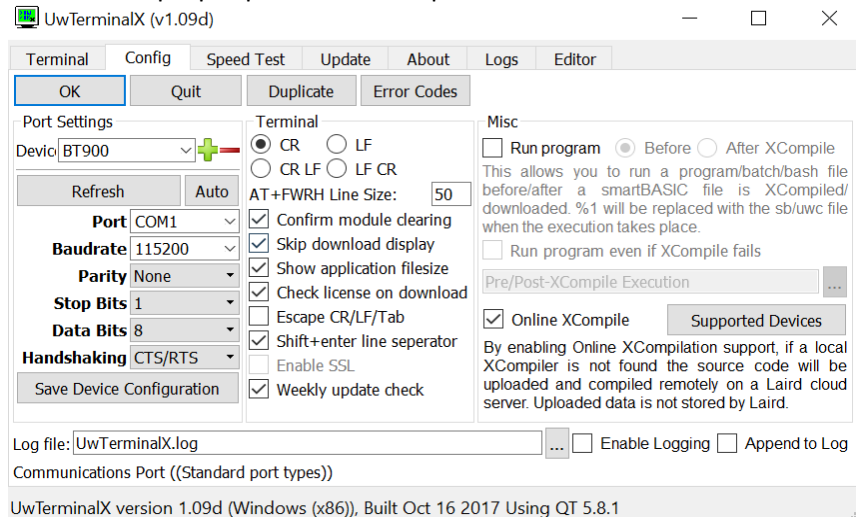 UwTerminalX (v1.09d)
Terminal Config Speed Test Update About Logs Editor
OK Quit Duplicate Error Codes
Port Settings
Devic BT900
Refresh Auto
Port COM1
Baudrate 115200
Parity None
Stop Bits 1
Data Bits 8
Handshaking CTS/RTS
Save Device Configuration
Terminal
CR LF
CR LF LF CR
AT+FWRH Line Size: 50
Confirm module clearing
Skip download display
Show application filesize
Check license on download
Escape CR/LF/Tab
Shift+enter line seperator
Enable SSL
Weekly update check
Misc
Run program Before After XCompile
This allows you to run a program/batch/bash file
before/after a smartBASIC file is XCompiled/
downloaded. %1 will be replaced with the sb/uwc file
when the execution takes place.
Run program even if XCompile fails
Pre/Post-XCompile Execution ...
Online XCompile Supported Devices
By enabling Online XCompilation support, if a local
XCompiler is not found the source code will be
uploaded and compiled remotely on a Laird cloud
server. Uploaded data is not stored by Laird.
Log file: UwTerminalX.log ... Enable Logging Append to Log
Communications Port ((Standard port types))
UwTerminalX version 1.09d (Windows (x86)), Built Oct 16 2017 Using QT 5.8.1